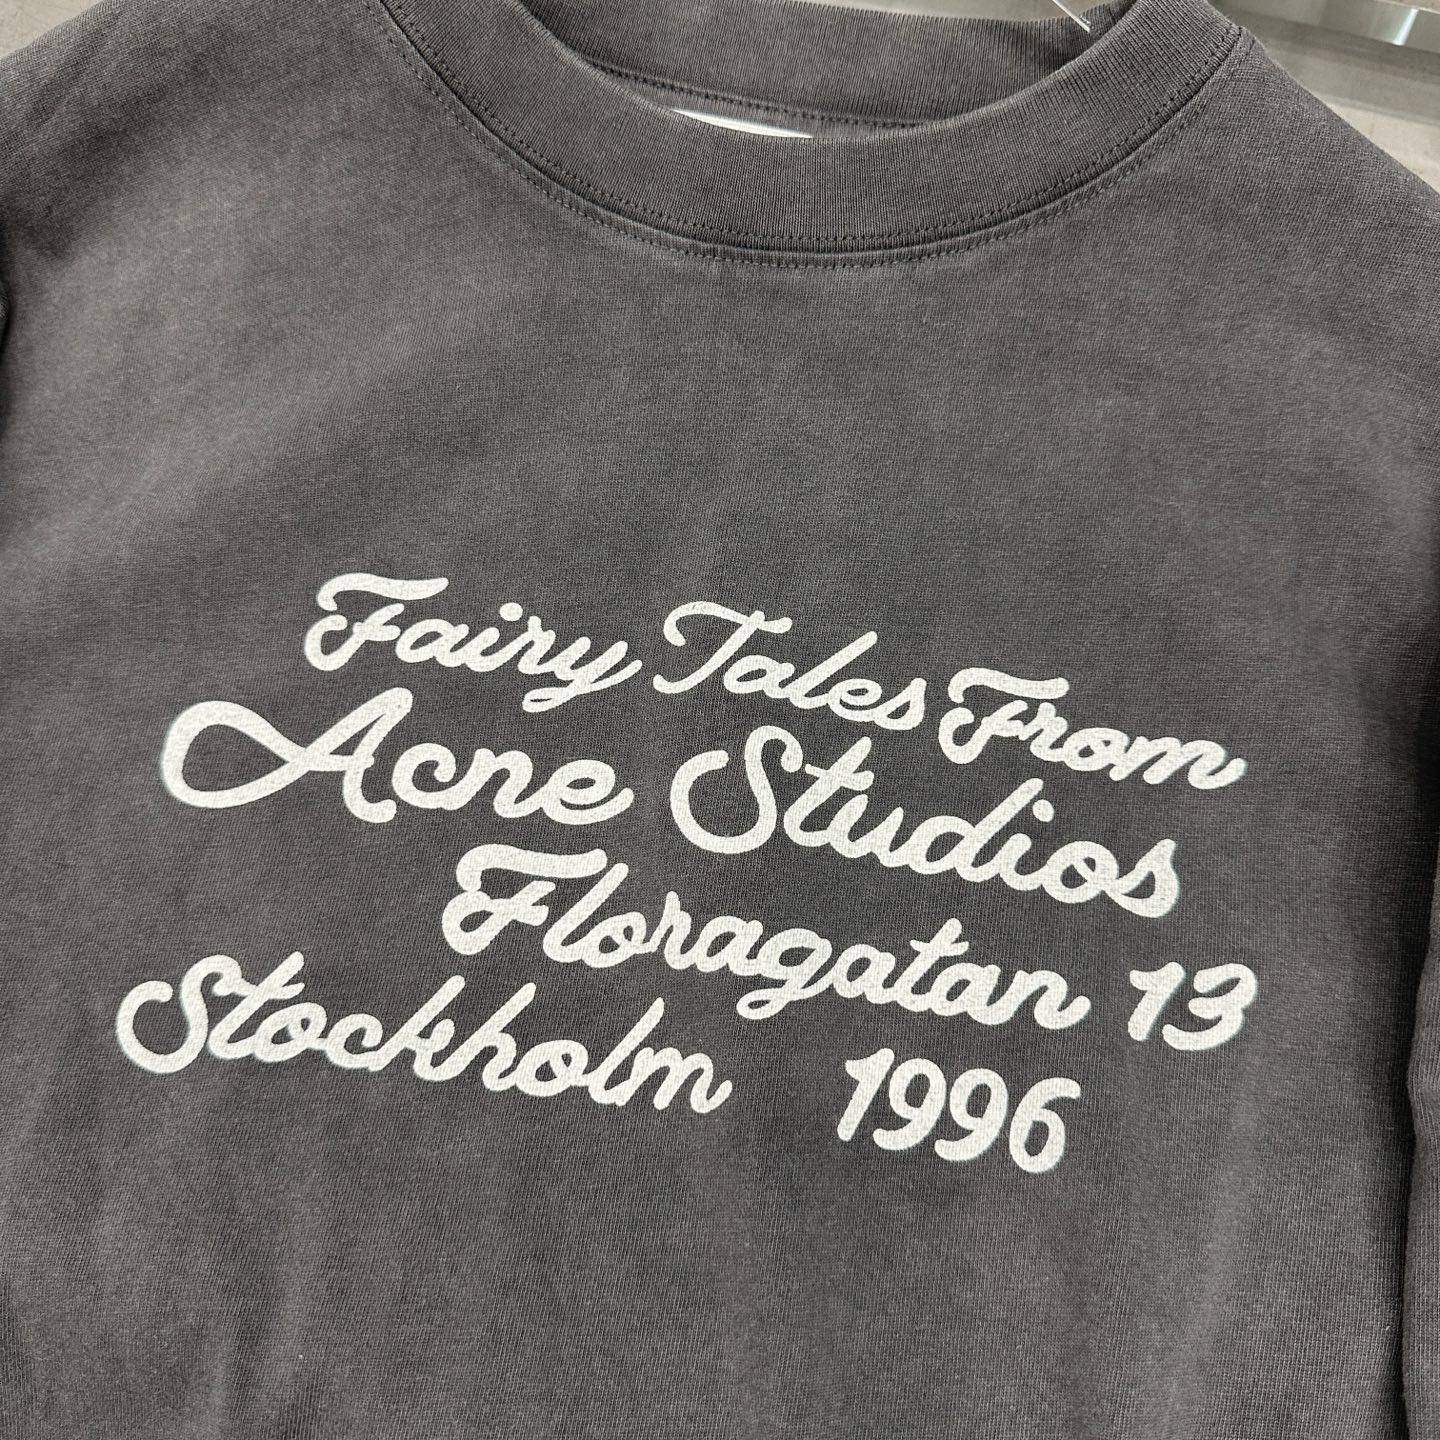 Fairy Tales From
Acne Studios
Floragatan 13
Stockholm 1996